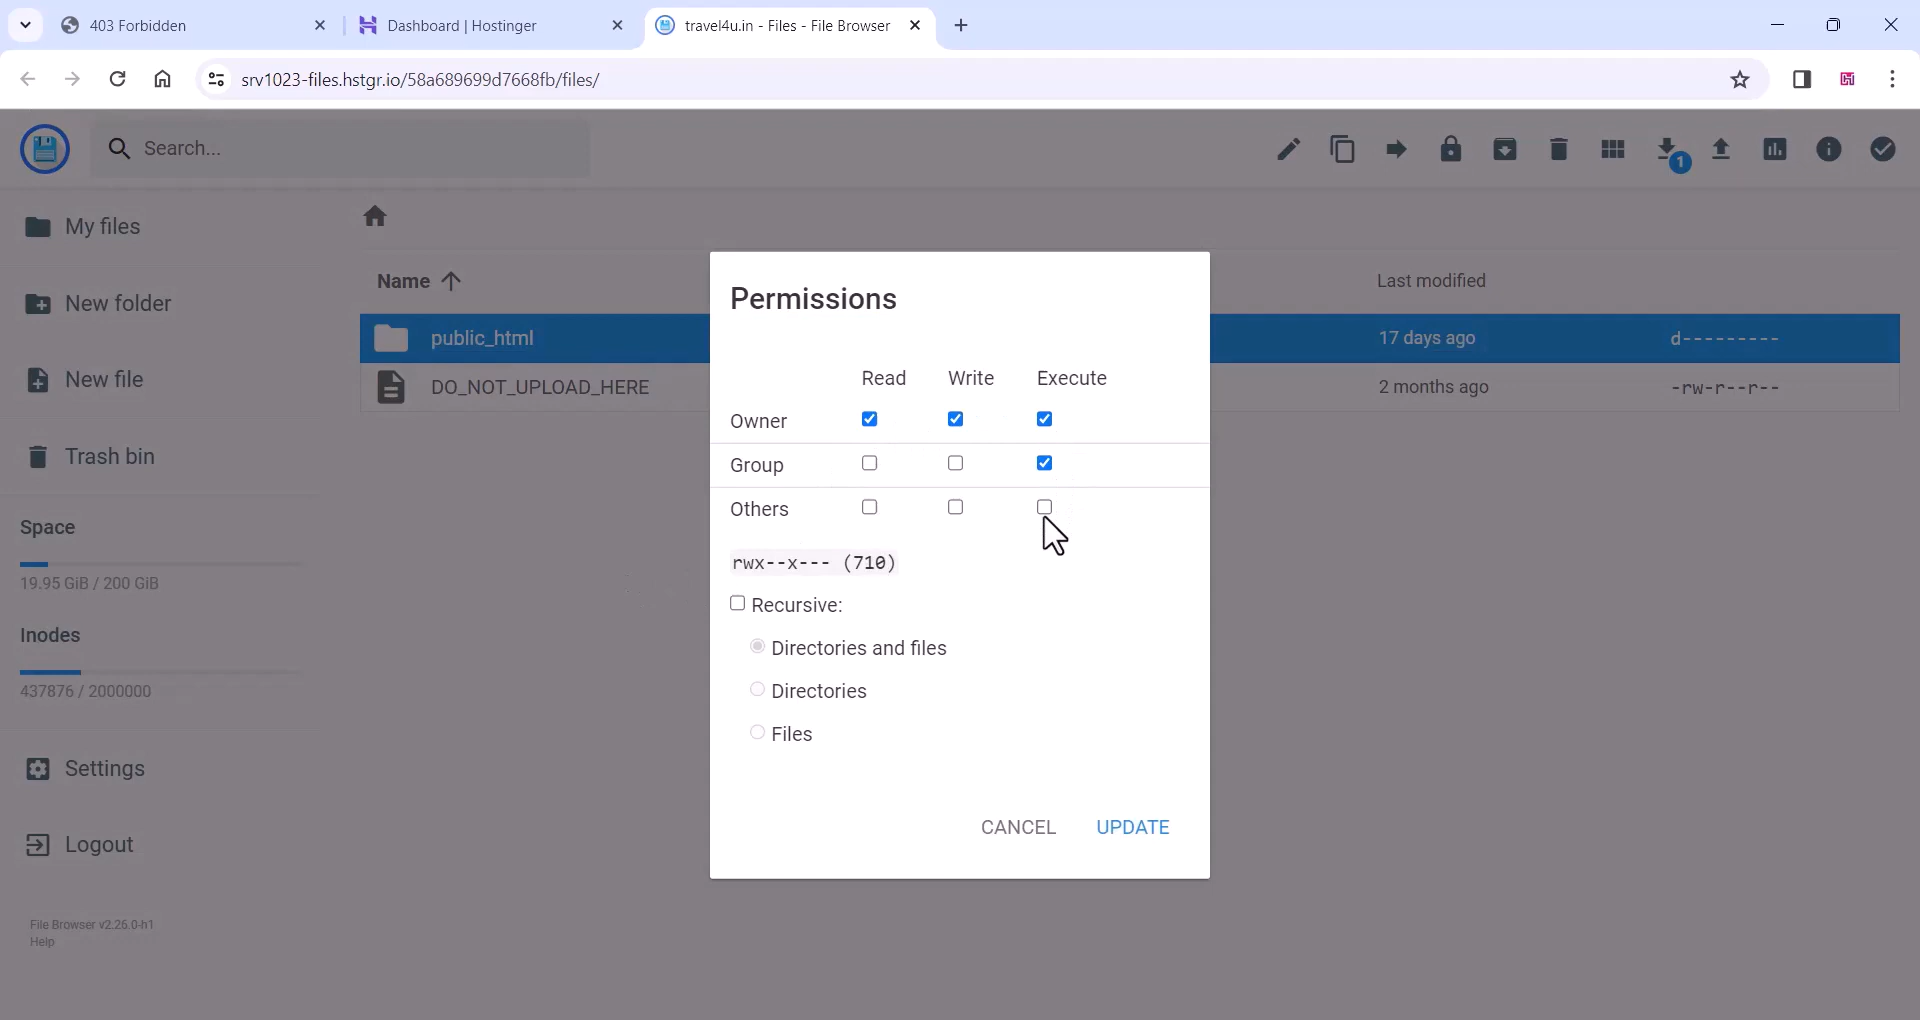 403 Forbidden
Dashboard | Hostinger
travel4u.in - Files - File Browser
srv1023-files.hstgr.io/58a689699d7668fb/files/
Search...
1
My files
New folder
New file
Trash bin
Space
19.95 GiB / 200 GiB
Inodes
437876 / 2000000
Settings
Logout
File Browser v2.26.0-h1
Help
Name
Last modified
public_html
17 days ago
d---------
DO_NOT_UPLOAD_HERE
2 months ago
-rw-r--r--
Permissions
Read Write Execute
Owner
Group
Others
rwx--x--- (710)
Recursive:
Directories and files
Directories
Files
CANCEL UPDATE